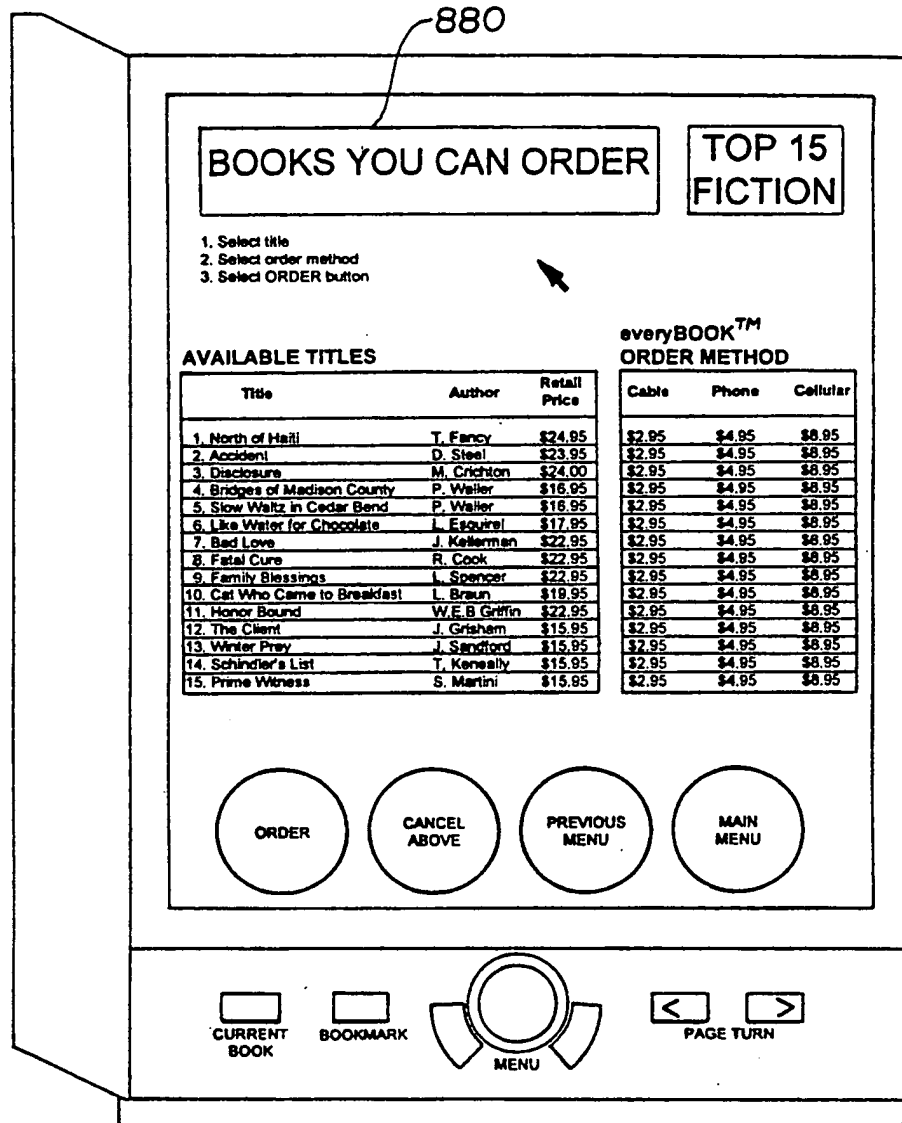 880
BOOKS YOU CAN ORDER
TOP 15
FICTION
1. Select title
2. Select order method
3. Select ORDER button
AVAILABLE TITLES
everyBOOK™
ORDER METHOD
Title Author Retail Price Cable Phone Cellular
1. North of Haiti T. Fancy $24.95 $2.95 $4.95 $8.95
2. Accident D. Steel $23.95 $2.95 $4.95 $8.95
3. Disclosure M. Crichton $24.00 $2.95 $4.95 $8.95
4. Bridges of Madison County P. Waller $16.95 $2.95 $4.95 $8.95
5. Slow Waltz in Cedar Bend P. Waller $16.95 $2.95 $4.95 $8.95
6. Like Water for Chocolate L. Esquirel $17.95 $2.95 $4.95 $8.95
7. Bad Love J. Kellerman $22.95 $2.95 $4.95 $8.95
8. Fatal Cure R. Cook $22.95 $2.95 $4.95 $8.95
9. Family Blessings L. Spencer $22.95 $2.95 $4.95 $8.95
10. Cat Who Came to Breakfast L. Braun $19.95 $2.95 $4.95 $8.95
11. Honor Bound W.E.B Griffin $22.95 $2.95 $4.95 $8.95
12. The Client J. Grisham $15.95 $2.95 $4.95 $8.95
13. Winter Prey J. Sandford $15.95 $2.95 $4.95 $8.95
14. Schindler's List T. Keneally $15.95 $2.95 $4.95 $8.95
15. Prime Witness S. Martini $15.95 $2.95 $4.95 $8.95
ORDER
CANCEL
ABOVE
PREVIOUS
MENU
MAIN
MENU
< >
CURRENT
BOOK
BOOKMARK
MENU
PAGE TURN